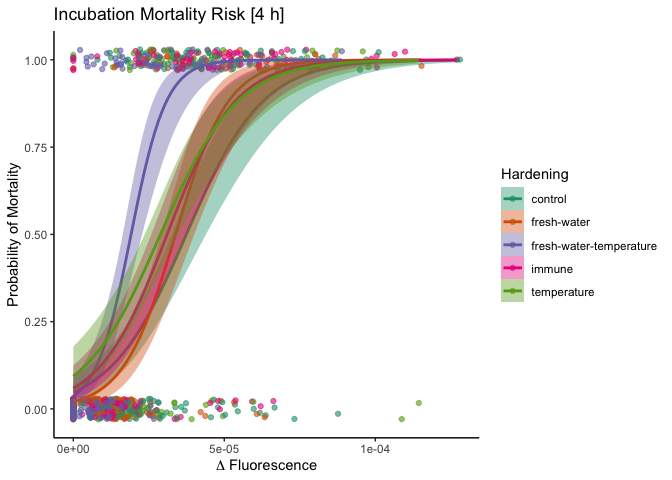 Incubation Mortality Risk [4 h]
Probability of Mortality
1.00
0.75
0.50
0.25
0.00
0e+00
5e-05
1e-04
Δ Fluorescence
Hardening
control
fresh-water
fresh-water-temperature
immune
temperature